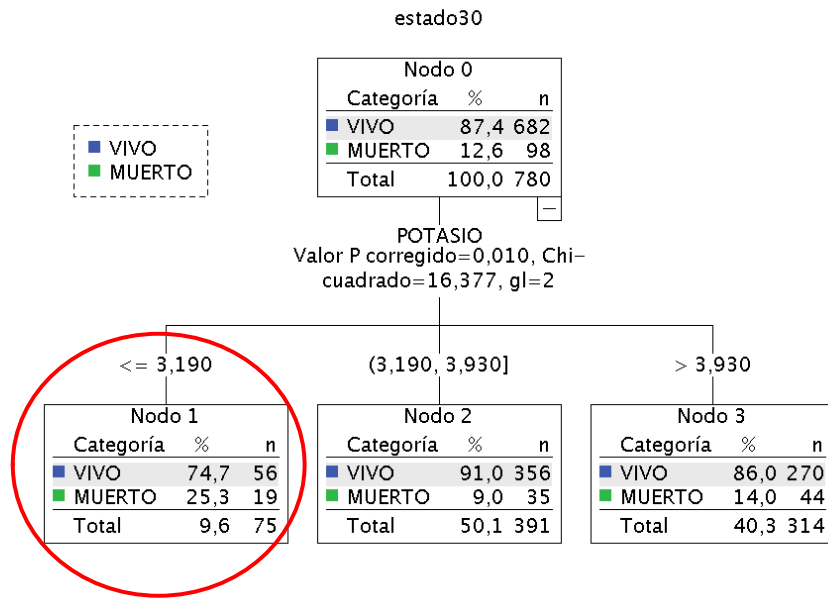 estado30
VIVO
MUERTO
Nodo 0
Categoría % n
VIVO 87,4 682
MUERTO 12,6 98
Total 100,0 780
POTASIO
Valor P corregido=0,010, Chi-
cuadrado=16,377, gl=2
<= 3,190
(3,190, 3,930]
> 3,930
Nodo 1
Categoría % n
VIVO 74,7 56
MUERTO 25,3 19
Total 9,6 75
Nodo 2
Categoría % n
VIVO 91,0 356
MUERTO 9,0 35
Total 50,1 391
Nodo 3
Categoría % n
VIVO 86,0 270
MUERTO 14,0 44
Total 40,3 314